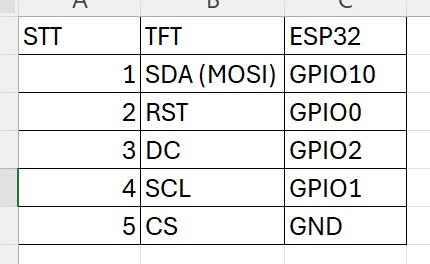 A B C
STT TFT ESP32
1 SDA (MOSI) GPIO10
2 RST GPIO0
3 DC GPIO2
4 SCL GPIO1
5 CS GND